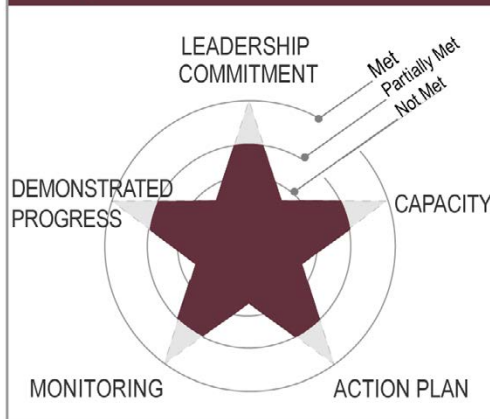 LEADERSHIP
COMMITMENT
Met
Partially Met
Not Met
DEMONSTRATED
PROGRESS
CAPACITY
MONITORING
ACTION PLAN